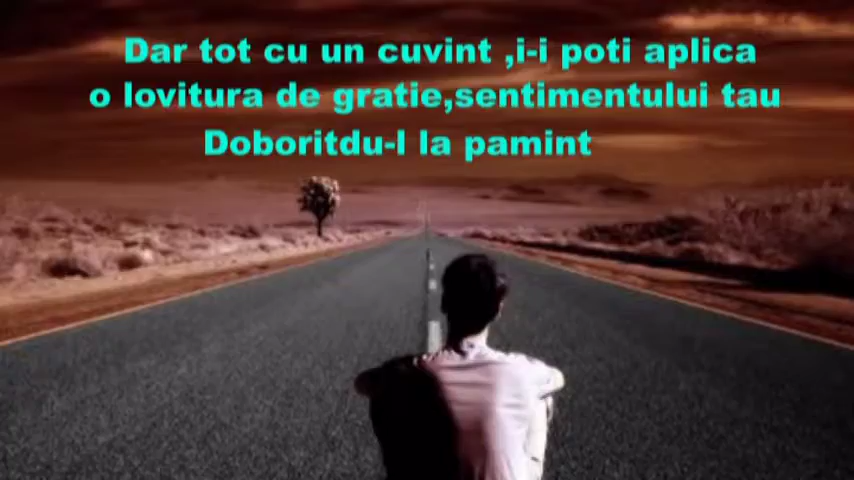 Dar tot cu un cuvint ,i-i poti aplica
o lovitura de gratie,sentimentului tau
Doboritdu-l la pamint